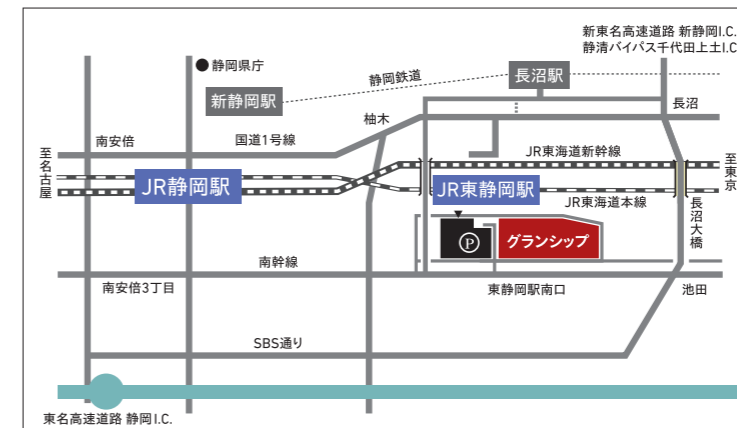 新東名高速道路 新静岡I.C.
静清バイパス千代田上土I.C
静岡県庁
静岡鉄道
長沼駅
新静岡駅
長沼
柚木
南安倍
国道1号線
JR東海道新幹線
至名古屋
至東京
JR静岡駅
JR東静岡駅
JR東海道本線
長沼大橋
P
グランシップ
南幹線
南安倍3丁目
東静岡駅南口
池田
SBS通り
東名高速道路 静岡I.C.